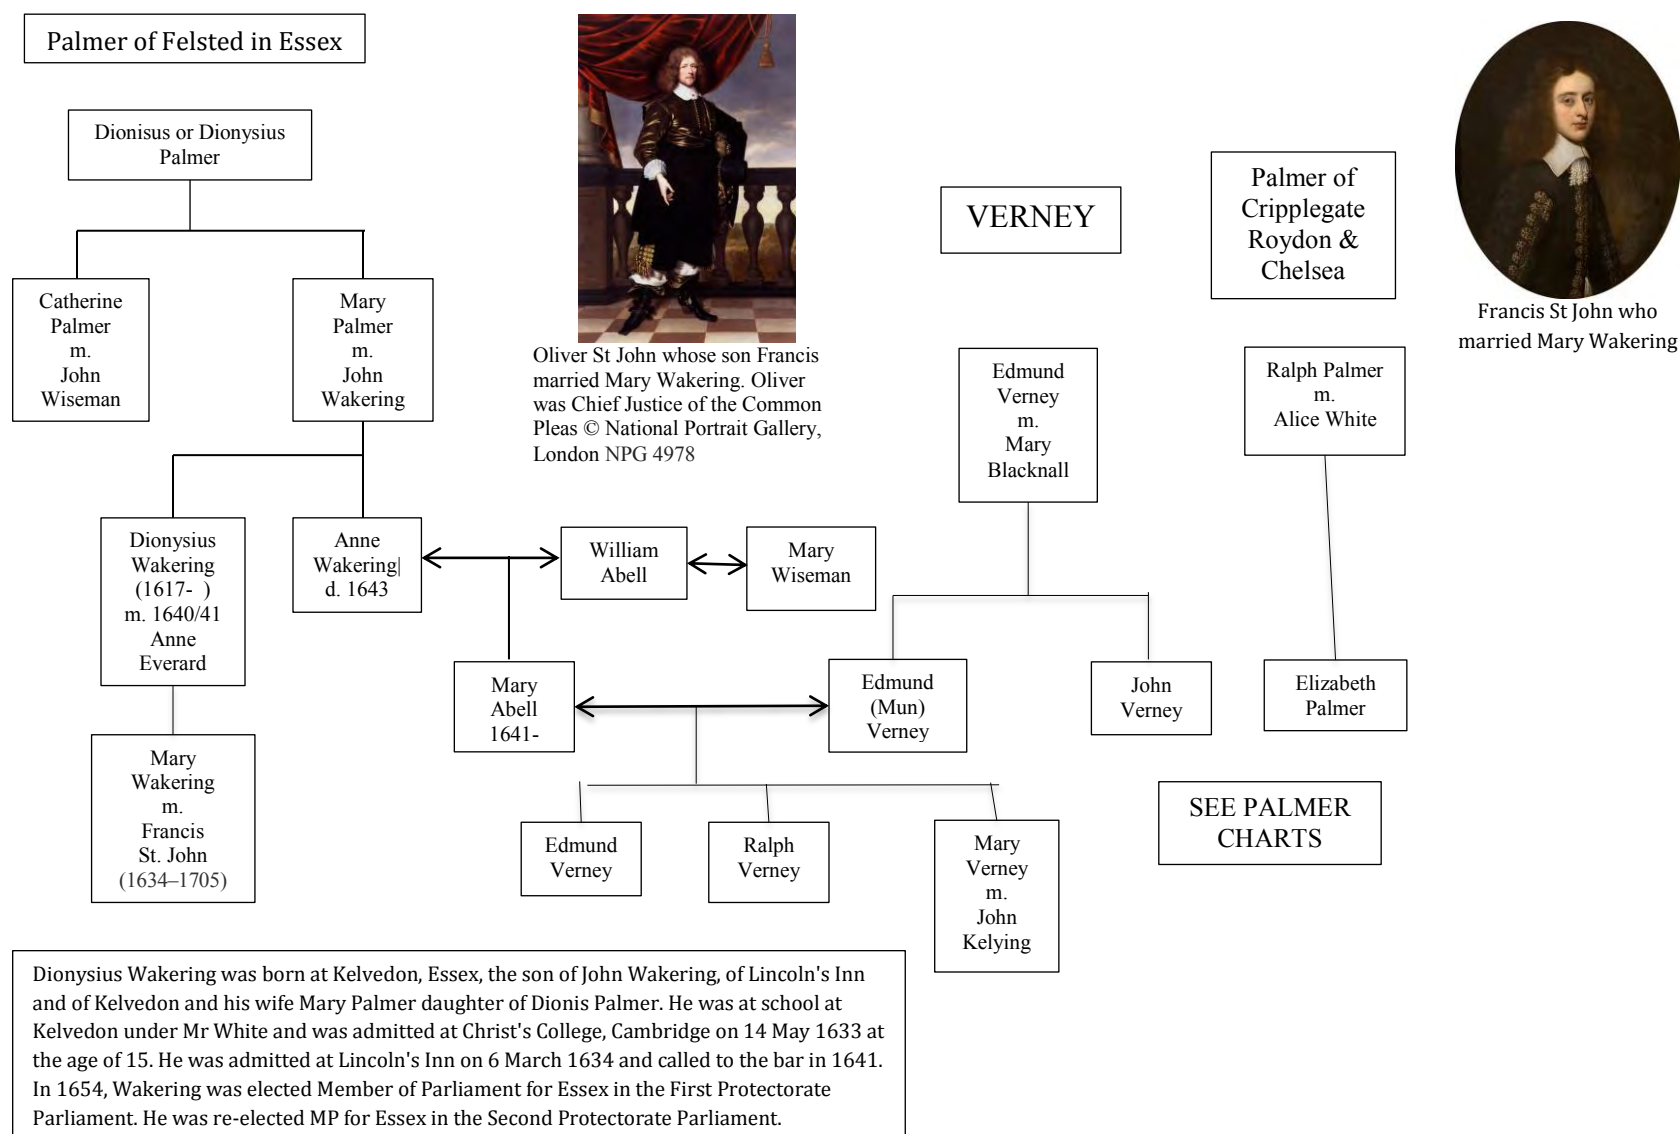 Palmer of Felsted in Essex
Dionisus or Dionysius
Palmer
Catherine
Palmer
m.
John
Wiseman
Mary
Palmer
m.
John
Wakering
Oliver St John whose son Francis
married Mary Wakering. Oliver
was Chief Justice of the Common
Pleas © National Portrait Gallery,
London NPG 4978
VERNEY
Palmer of
Cripplegate
Roydon &
Chelsea
Francis St John who
married Mary Wakering
Edmund
Verney
m.
Mary
Blacknall
Ralph Palmer
m.
Alice White
Dionysius
Wakering
(1617- )
m. 1640/41
Anne
Everard
Anne
Wakering|
d. 1643
William
Abell
Mary
Wiseman
Mary
Abell
1641-
Edmund
(Mun)
Verney
John
Verney
Elizabeth
Palmer
Mary
Wakering
m.
Francis
St. John
(1634–1705)
Edmund
Verney
Ralph
Verney
Mary
Verney
m.
John
Kelying
SEE PALMER
CHARTS
Dionysius Wakering was born at Kelvedon, Essex, the son of John Wakering, of Lincoln's Inn
and of Kelvedon and his wife Mary Palmer daughter of Dionis Palmer. He was at school at
Kelvedon under Mr White and was admitted at Christ's College, Cambridge on 14 May 1633 at
the age of 15. He was admitted at Lincoln's Inn on 6 March 1634 and called to the bar in 1641.
In 1654, Wakering was elected Member of Parliament for Essex in the First Protectorate
Parliament. He was re-elected MP for Essex in the Second Protectorate Parliament.